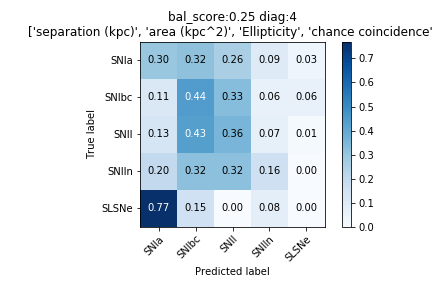 bal_score:0.25 diag:4
['separation (kpc)', 'area (kpc^2)', 'Ellipticity', 'chance coincidence'
SNIa 0.30 0.32 0.26 0.09 0.03
SNIbc 0.11 0.44 0.33 0.06 0.06
SNII 0.13 0.43 0.36 0.07 0.01
SNIIn 0.20 0.32 0.32 0.16 0.00
SLSNe 0.77 0.15 0.00 0.08 0.00
True label
SNIa SNIbc SNII SNIIn SLSNe
Predicted label
0.7
0.6
0.5
0.4
0.3
0.2
0.1
0.0